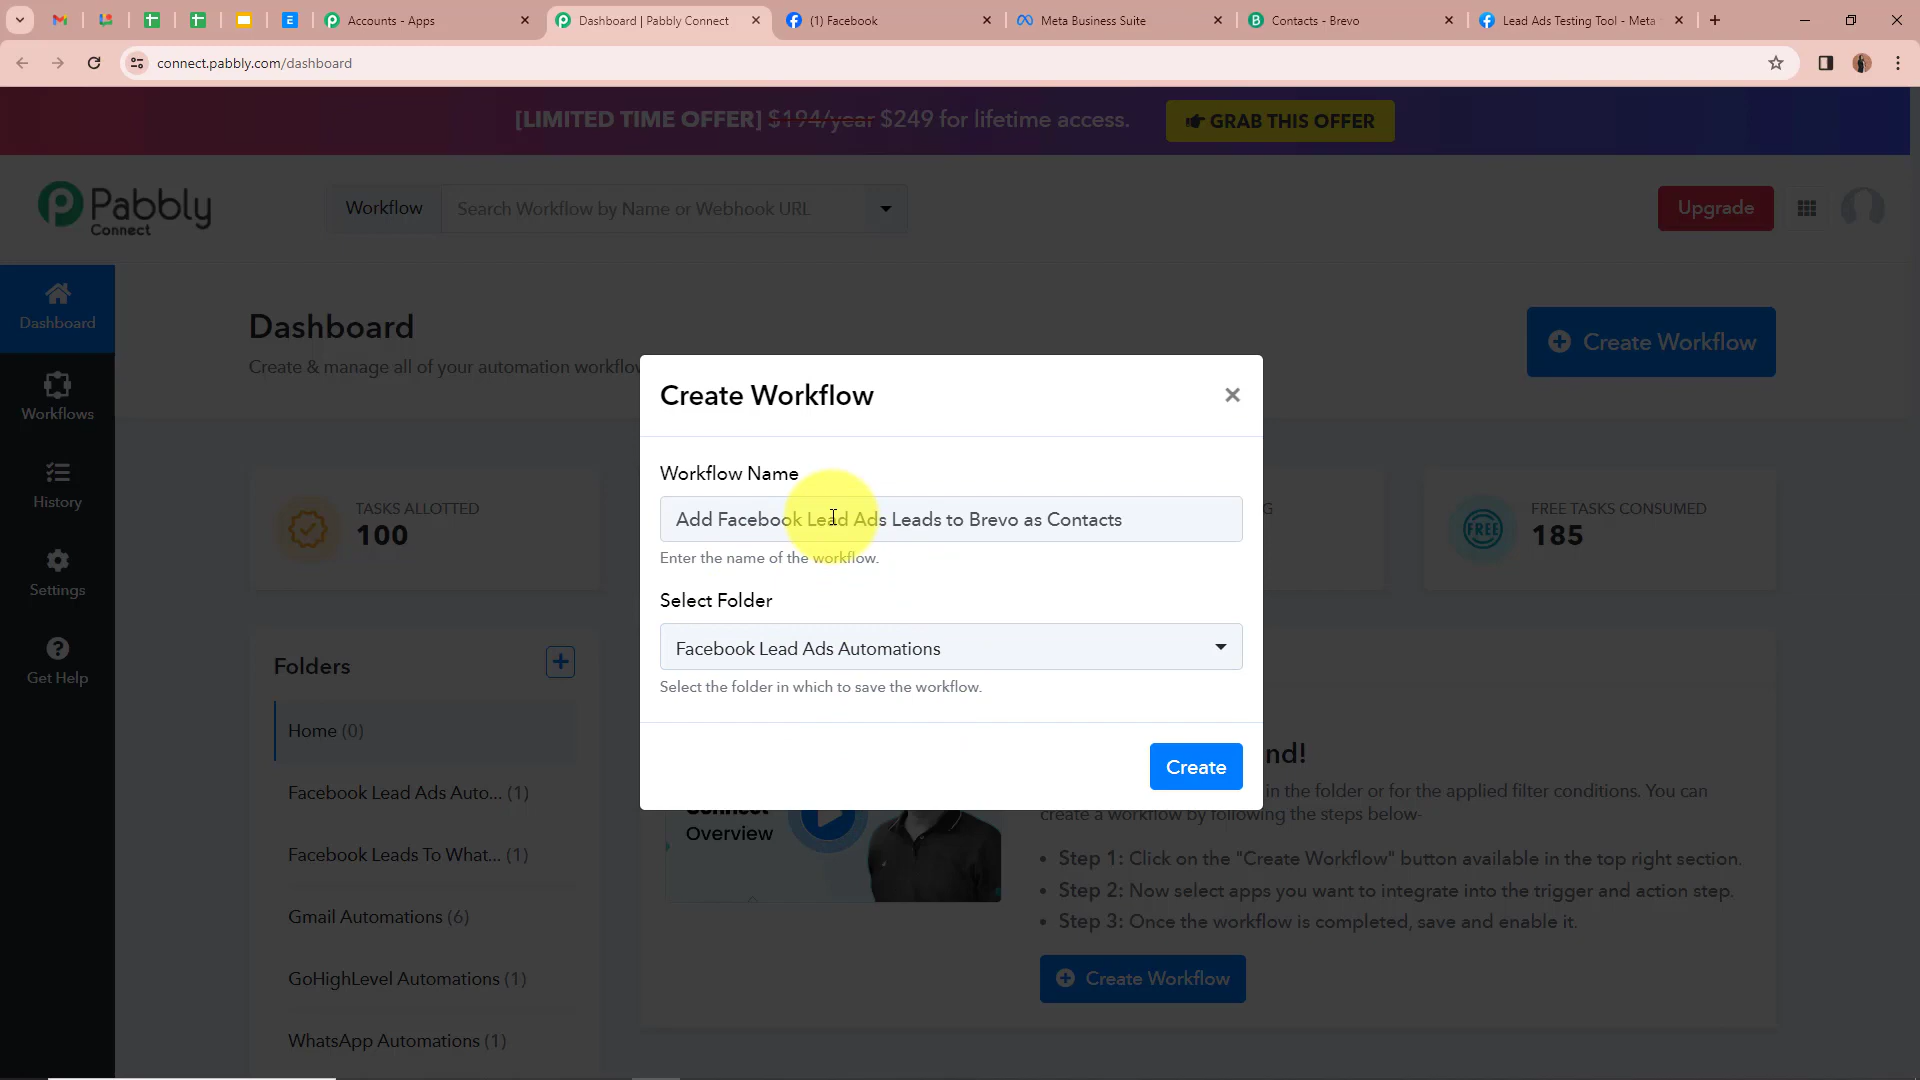 Accounts - Apps
Dashboard | Pabbly Connect
(1) Facebook
Meta Business Suite
Contacts - Brevo
Lead Ads Testing Tool - Meta
connect.pabbly.com/dashboard
[LIMITED TIME OFFER] $194/year $249 for lifetime access.
GRAB THIS OFFER
Pabbly
Connect
Workflow
Search Workflow by Name or Webhook URL
Upgrade
Dashboard
Workflows
History
Settings
Get Help
Dashboard
Create & manage all of your automation workflow
Create Workflow
TASKS ALLOTTED
100
G
FREE TASKS CONSUMED
185
FREE
Folders
Home (0)
Facebook Lead Ads Auto... (1)
Facebook Leads To What... (1)
Gmail Automations (6)
GoHighLevel Automations (1)
WhatsApp Automations (1)
Create Workflow
Workflow Name
Add Facebook Lead Ads Leads to Brevo as Contacts
Enter the name of the workflow.
Select Folder
Facebook Lead Ads Automations
Select the folder in which to save the workflow.
Create
Connect
Overview
nd!
in the folder or for the applied filter conditions. You can
create a workflow by following the steps below-
• Step 1: Click on the "Create Workflow" button available in the top right section.
• Step 2: Now select apps you want to integrate into the trigger and action step.
• Step 3: Once the workflow is completed, save and enable it.
Create Workflow